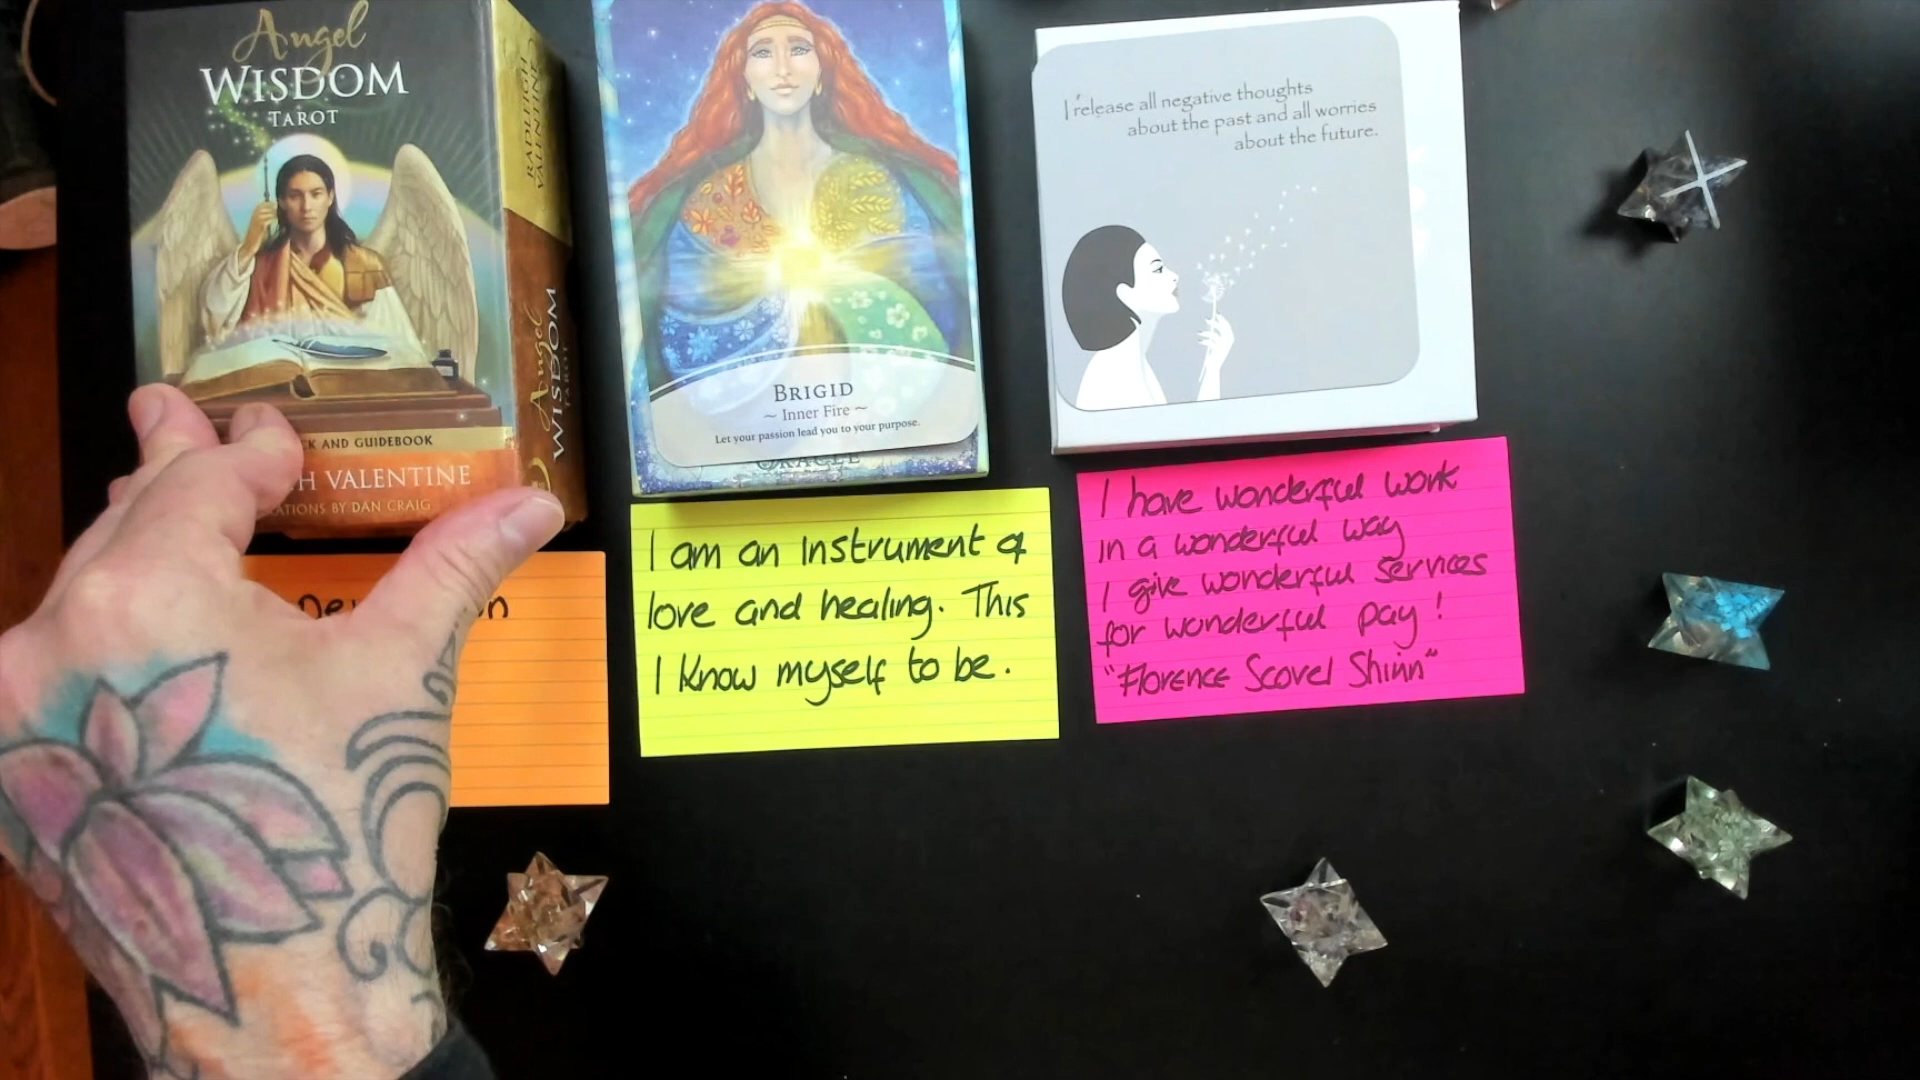 Angel
WISDOM
TAROT
RADLEIGH
VALENTINE
Angel
WISDOM
TAROT
CK AND GUIDEBOOK
H VALENTINE
ATIONS BY DAN CRAIG
BRIGID
~ Inner Fire ~
Let your passion lead you to your purpose.
ORACLE
I release all negative thoughts
about the past and all worries
about the future.
I am an instrument of
love and healing. This
I know myself to be.
I have wonderful work
in a wonderful way
I give wonderful services
for wonderful pay!
"Florence Scovel Shinn"